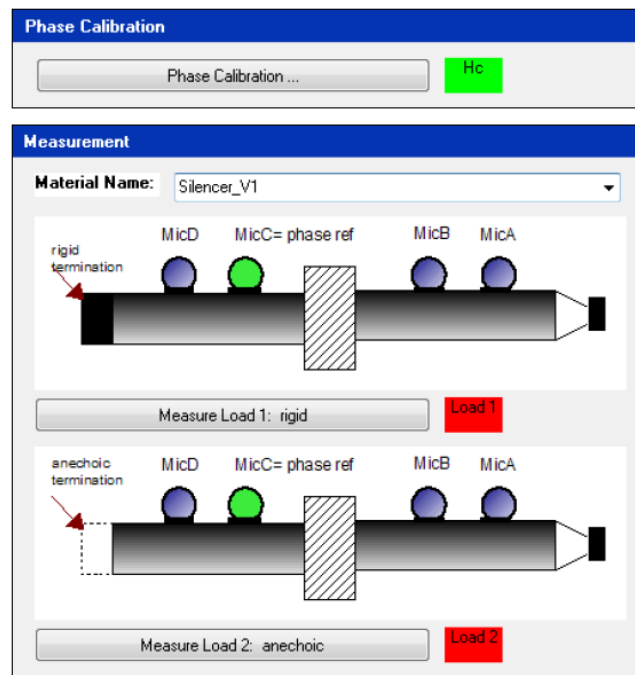 Phase Calibration
Phase Calibration ...
Hc
Measurement
Material Name:
Silencer_V1
MicD MicC= phase ref MicB MicA
rigid
termination
Measure Load 1: rigid
Load 1
anechoic
termination
MicD MicC= phase ref MicB MicA
Measure Load 2: anechoic
Load 2